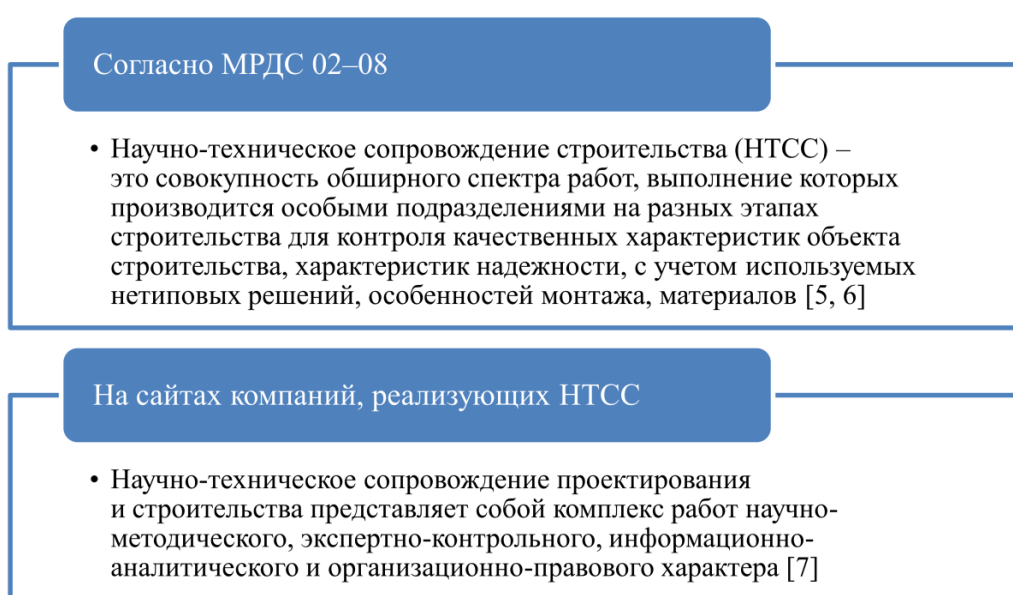 Согласно МРДС 02–08
• Научно-техническое сопровождение строительства (НТСС) –
это совокупность обширного спектра работ, выполнение которых
производится особыми подразделениями на разных этапах
строительства для контроля качественных характеристик объекта
строительства, характеристик надежности, с учетом используемых
нетиповых решений, особенностей монтажа, материалов [5, 6]
На сайтах компаний, реализующих НТСС
• Научно-техническое сопровождение проектирования
и строительства представляет собой комплекс работ научно-
методического, экспертно-контрольного, информационно-
аналитического и организационно-правового характера [7]